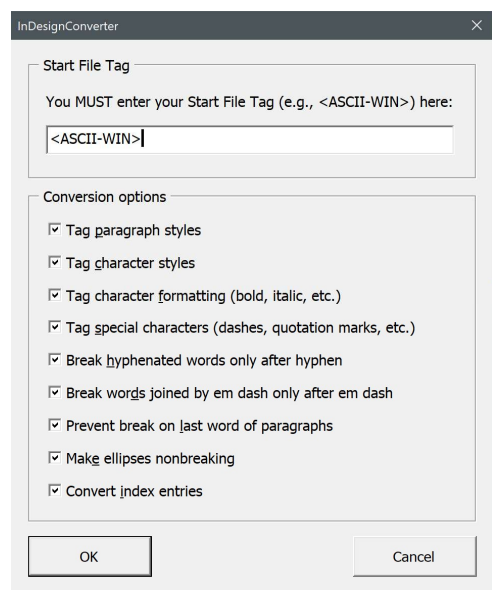 InDesignConverter
Start File Tag
You MUST enter your Start File Tag (e.g., <ASCII-WIN>) here:
<ASCII-WIN>
Conversion options
Tag paragraph styles
Tag character styles
Tag character formatting (bold, italic, etc.)
Tag special characters (dashes, quotation marks, etc.)
Break hyphenated words only after hyphen
Break words joined by em dash only after em dash
Prevent break on last word of paragraphs
Make ellipses nonbreaking
Convert index entries
OK Cancel